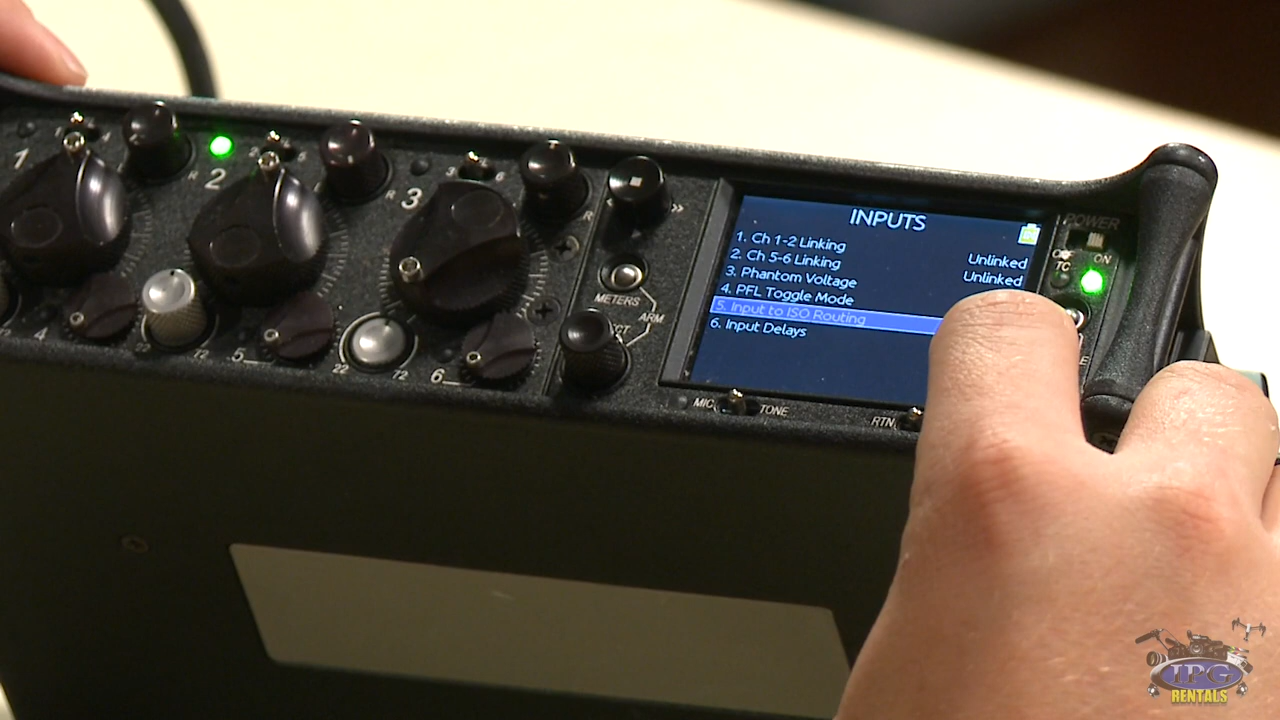 1
R 2
R 3
3 6
R
»
METERS
ARM
4
22 72
5
22 72
6
INPUTS
1. Ch 1-2 Linking
Unlinked
2. Ch 5-6 Linking
Unlinked
3. Phantom Voltage
4. PFL Toggle Mode
5. Input to ISO Routing
6. Input Delays
POWER
ON
TC
MIC
TONE
RTN
IPG
RENTALS